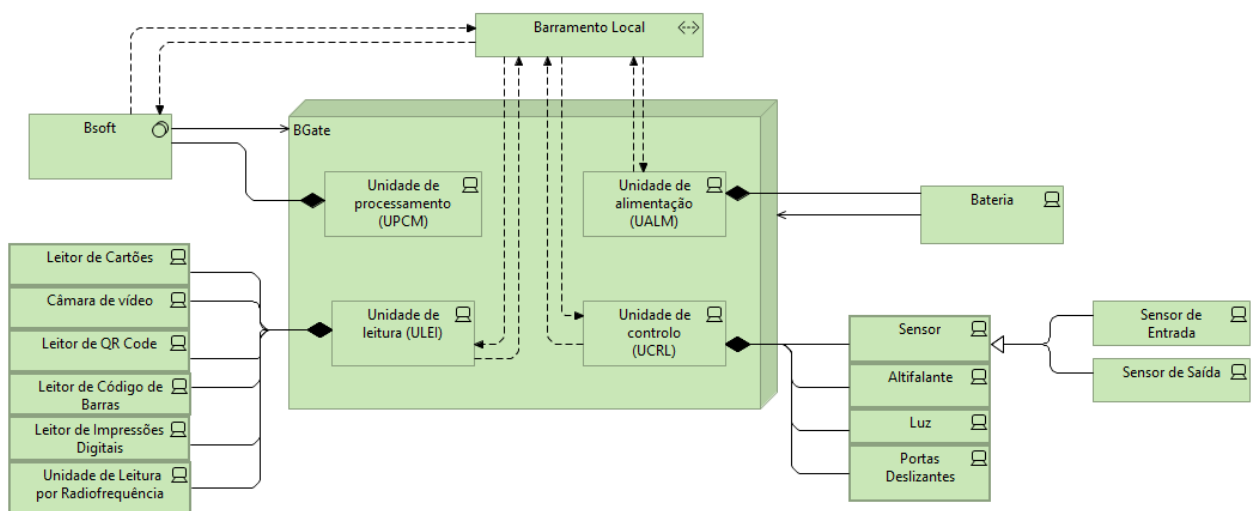 Barramento Local
Bsoft
BGate
Unidade de
processamento
(UPCM)
Unidade de
alimentação
(UALM)
Bateria
Leitor de Cartões
Câmara de vídeo
Leitor de QR Code
Leitor de Código de
Barras
Leitor de Impressões
Digitais
Unidade de Leitura
por Radiofrequência
Unidade de
leitura (ULEI)
Unidade de
controlo
(UCRL)
Sensor
Altifalante
Luz
Portas
Deslizantes
Sensor de
Entrada
Sensor de Saída